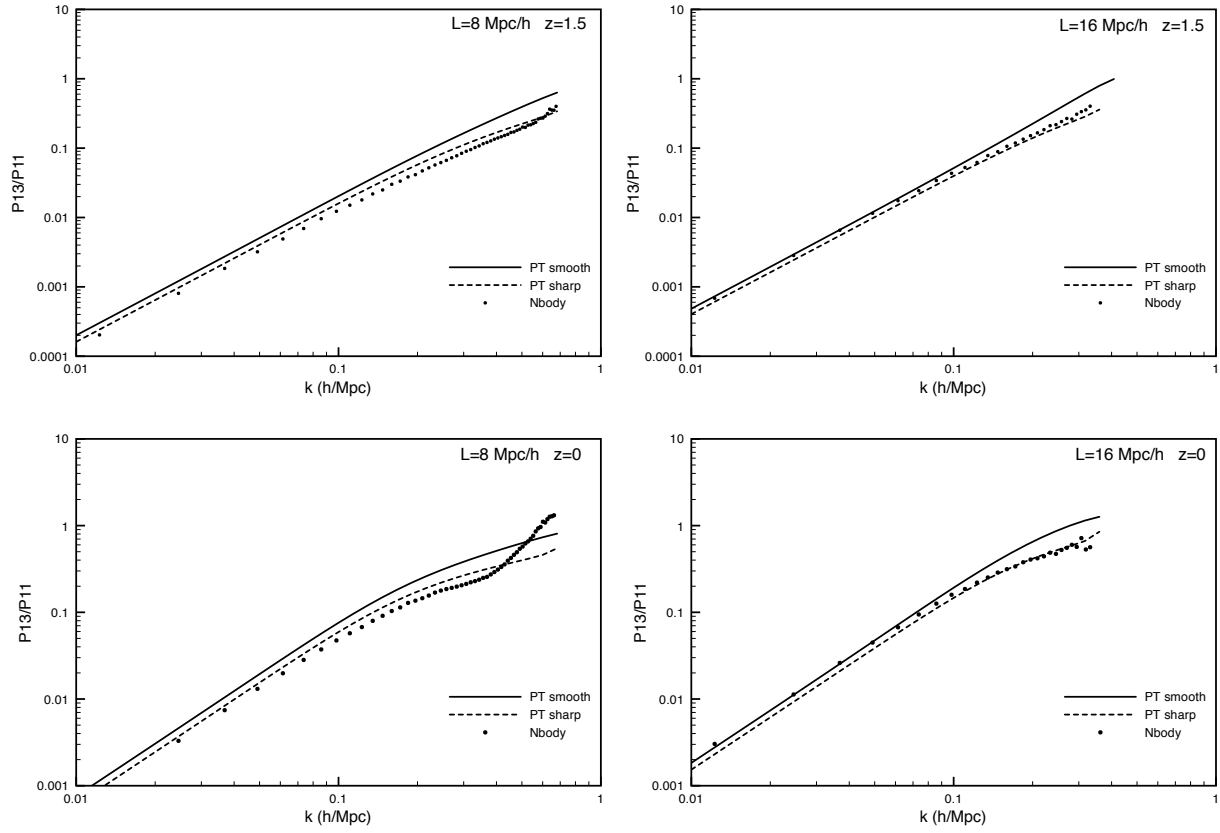 L=8 Mpc/h z=1.5
10
1
0.1
0.01
0.001
0.0001
P13/P11
PT smooth
PT sharp
Nbody
0.01
0.1
1
k (h/Mpc)
L=16 Mpc/h z=1.5
10
1
0.1
0.01
0.001
0.0001
P13/P11
PT smooth
PT sharp
Nbody
0.01
0.1
1
k (h/Mpc)
L=8 Mpc/h z=0
10
1
0.1
0.01
0.001
P13/P11
PT smooth
PT sharp
Nbody
0.01
0.1
1
k (h/Mpc)
L=16 Mpc/h z=0
10
1
0.1
0.01
0.001
P13/P11
PT smooth
PT sharp
Nbody
0.01
0.1
1
k (h/Mpc)